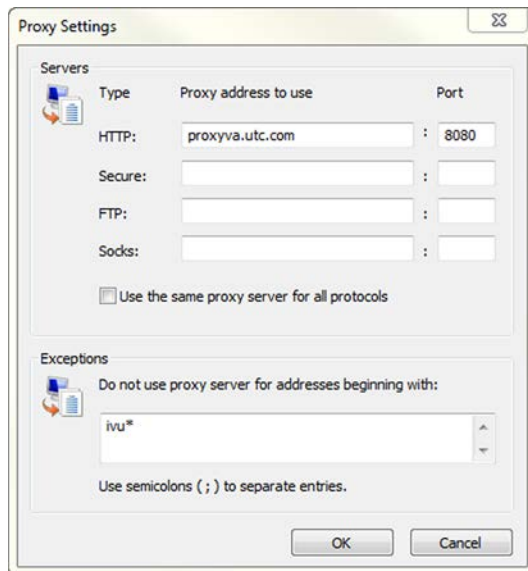 Proxy Settings
Servers
Type Proxy address to use Port
HTTP: proxyva.utc.com : 8080
Secure: :
FTP: :
Socks: :
Use the same proxy server for all protocols
Exceptions
Do not use proxy server for addresses beginning with:
ivu*
Use semicolons ( ; ) to separate entries.
OK Cancel